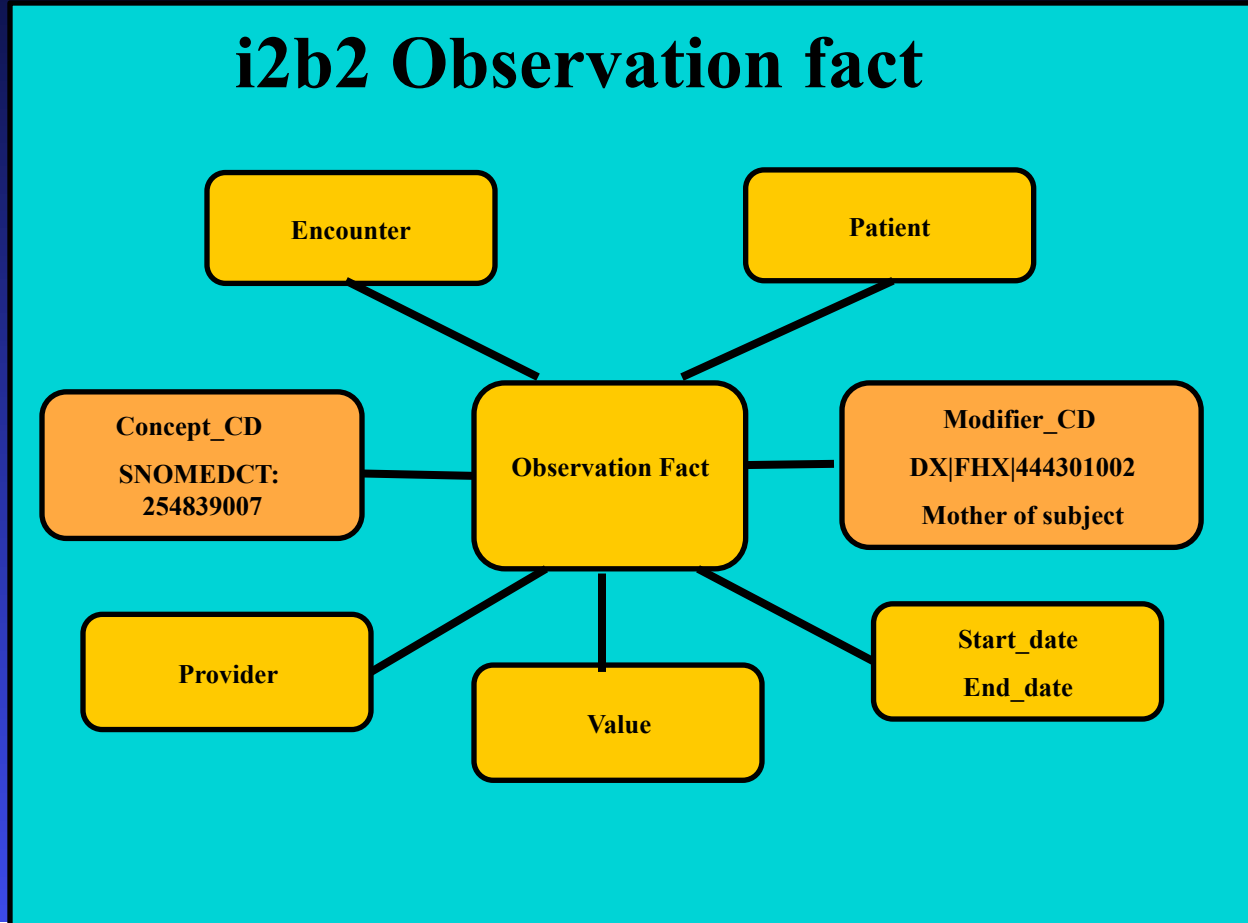 i2b2 Observation fact
Encounter
Patient
Concept_CD
SNOMEDCT:
254839007
Observation Fact
Modifier_CD
DX|FHX|444301002
Mother of subject
Provider
Value
Start_date
End_date